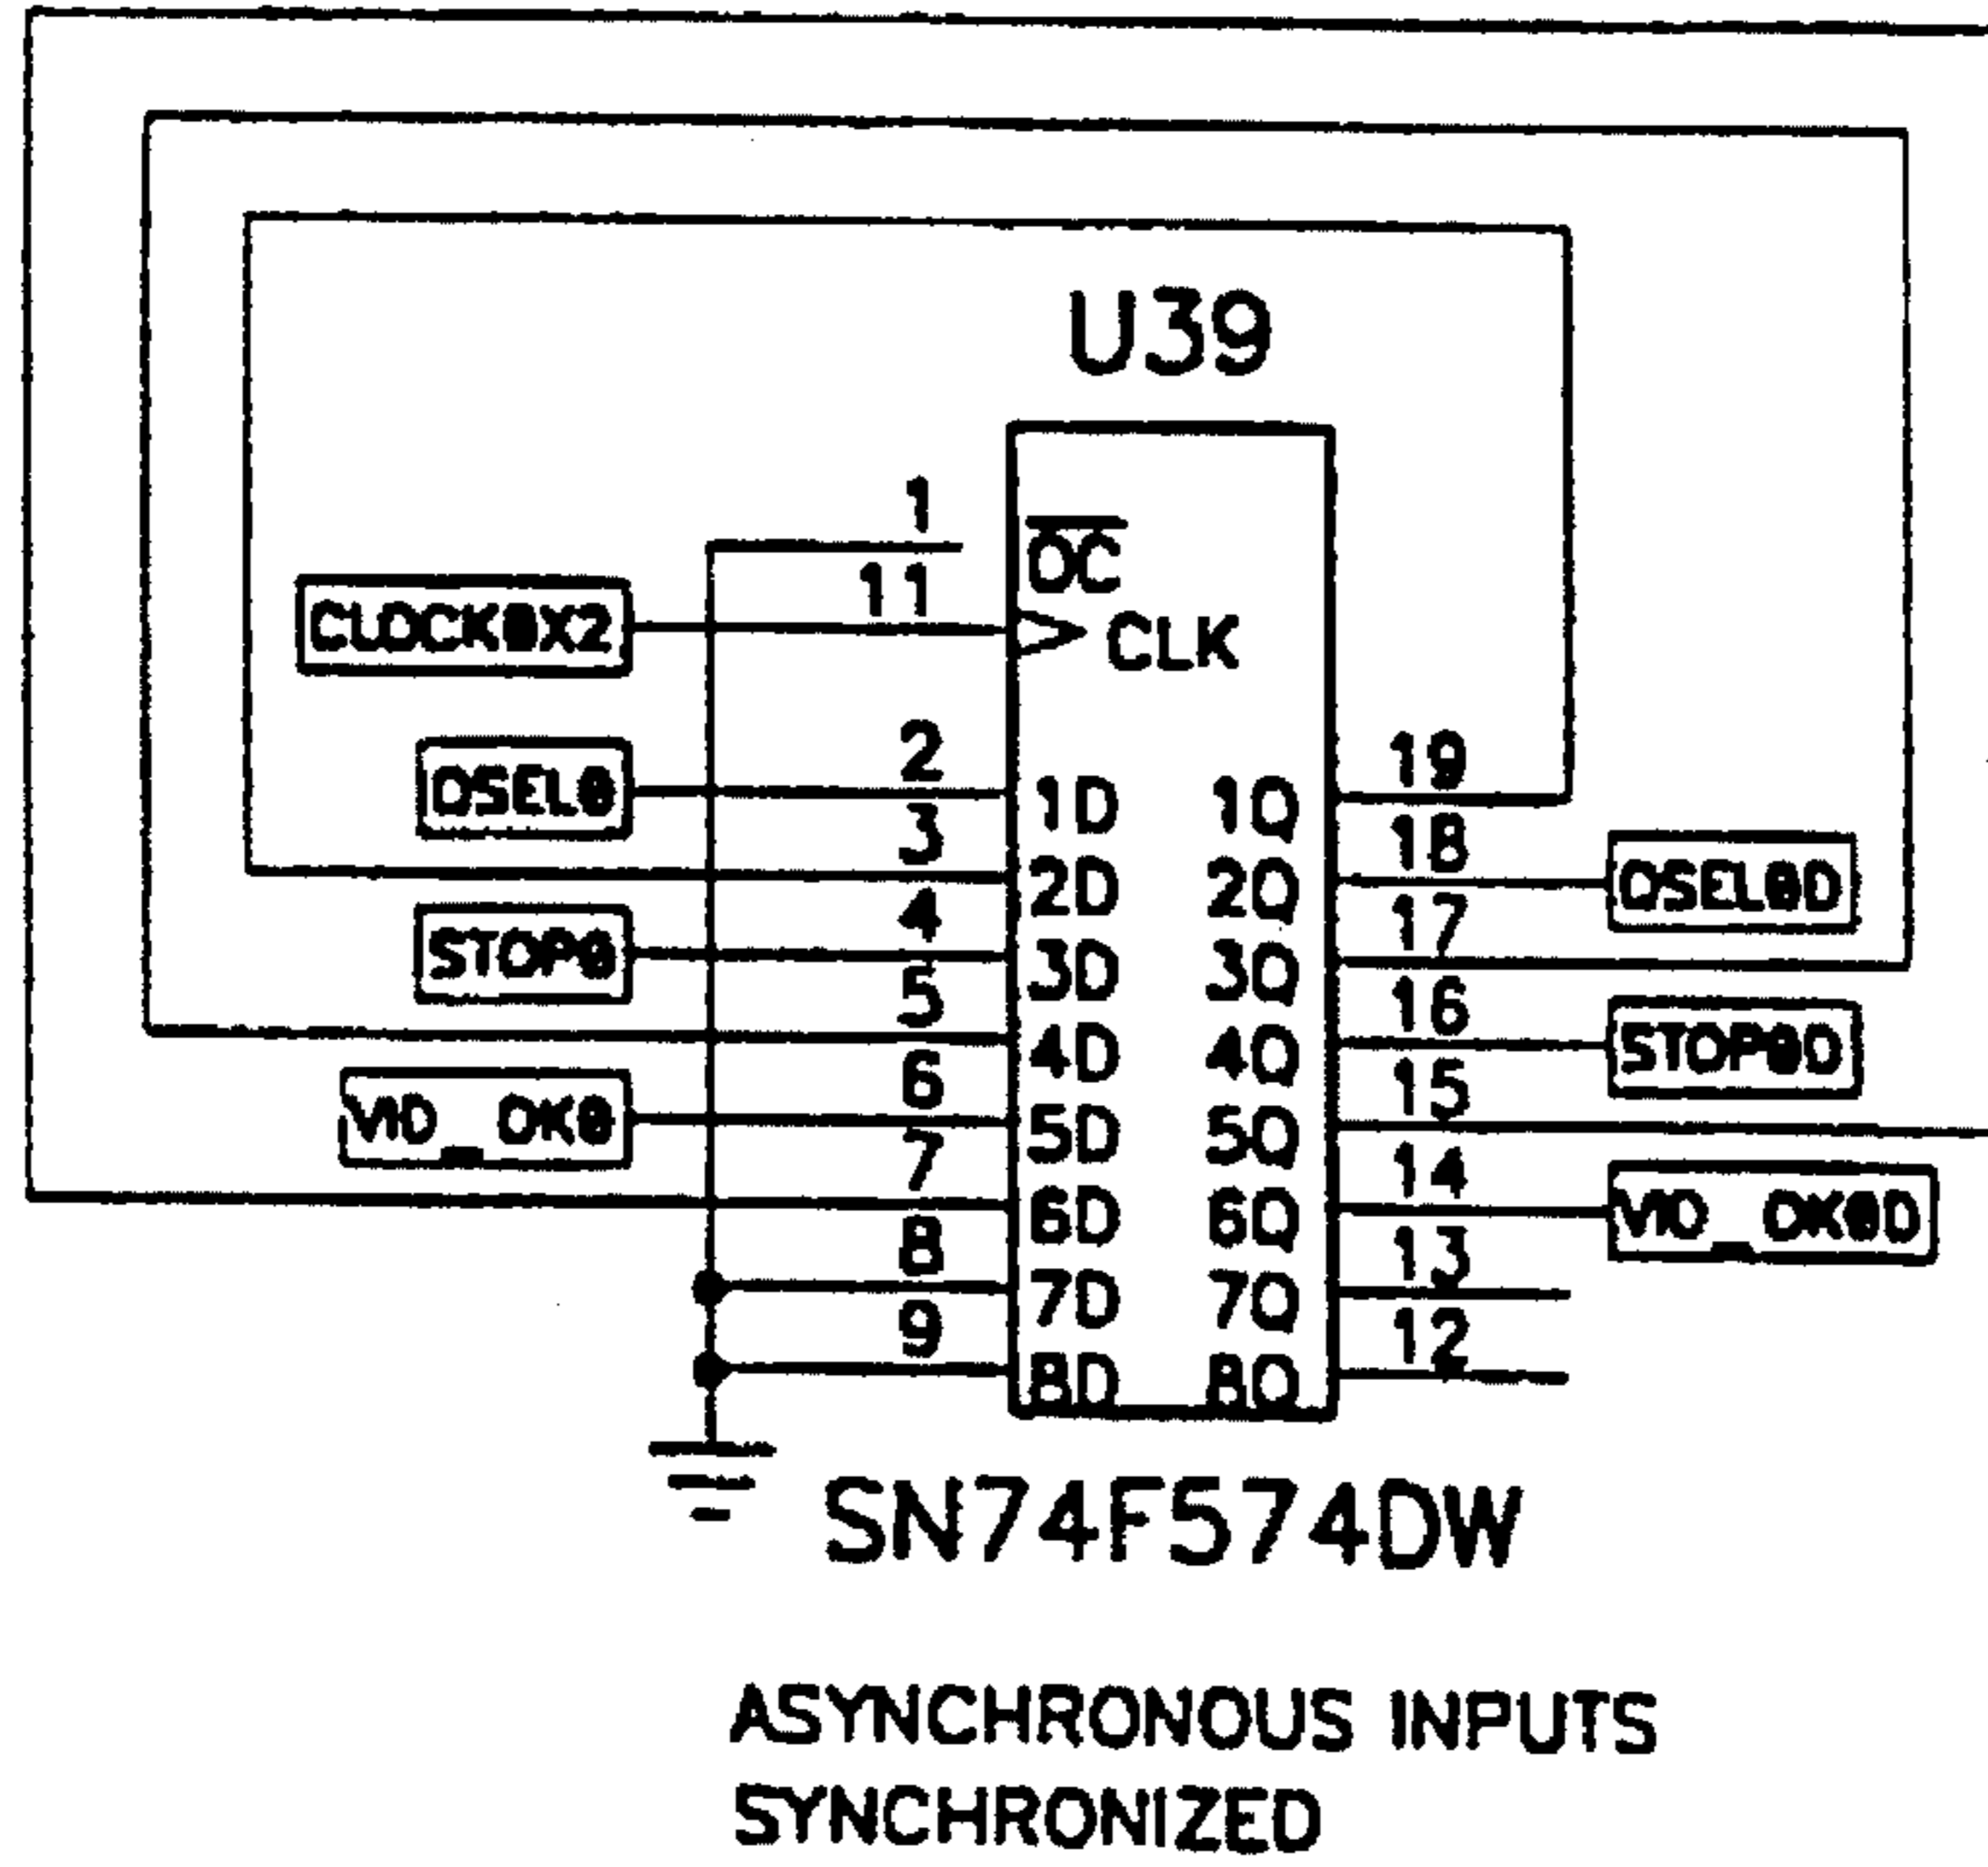 U39
1
OC
11
CLOCK0X2
CLK
2
19
OSEL0
1D 1Q
3
18
2D 2Q
OSEL0D
4
17
STOP0
3D 3Q
5
16
4D 4Q
STOP0D
6
15
VID_OK0
5D 5Q
7
14
6D 6Q
VID_OK0D
8
13
7D 7Q
9
12
8D 8Q
SN74F574DW
ASYNCHRONOUS INPUTS
SYNCHRONIZED